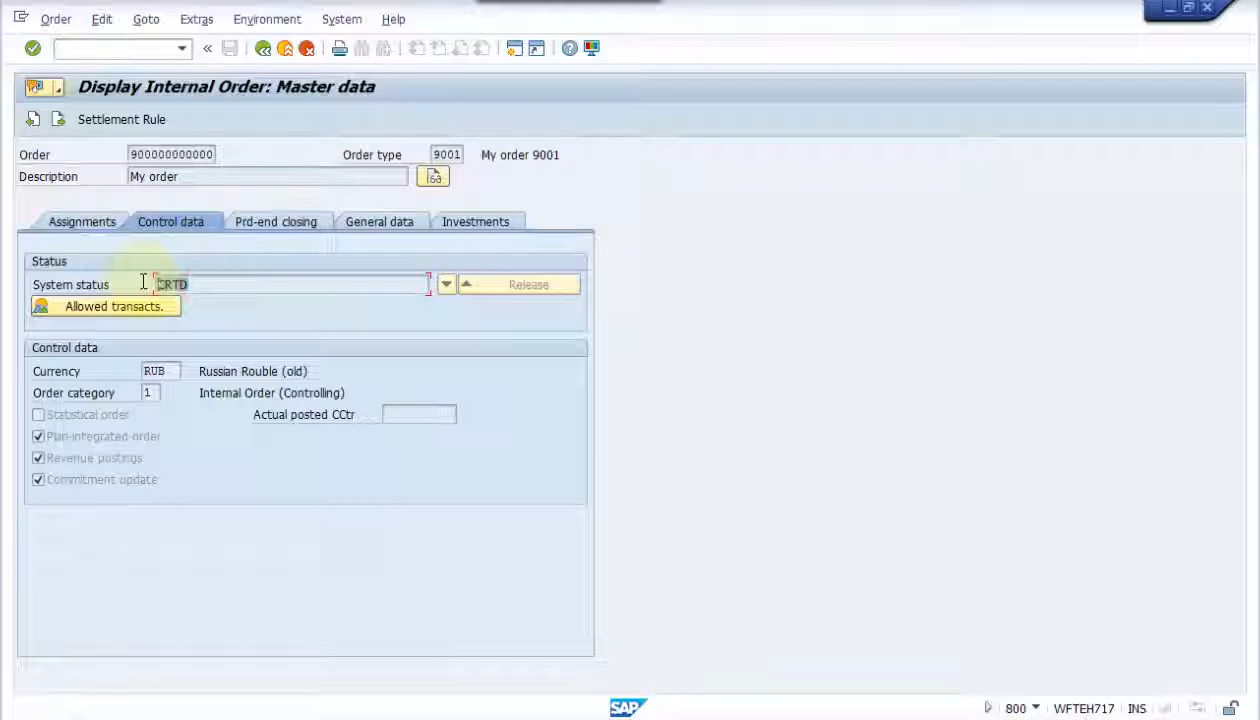 Order Edit Goto Extras Environment System Help
Display Internal Order: Master data
Settlement Rule
Order 900000000000 Order type 9001 My order 9001
Description My order
Assignments Control data Prd-end closing General data Investments
Status
System status CRTD Release
Allowed transacts.
Control data
Currency RUB Russian Rouble (old)
Order category 1 Internal Order (Controlling)
Statistical order Actual posted CCtr
Plan-integrated order
Revenue postings
Commitment update
SAP 800 WFTEH717 INS